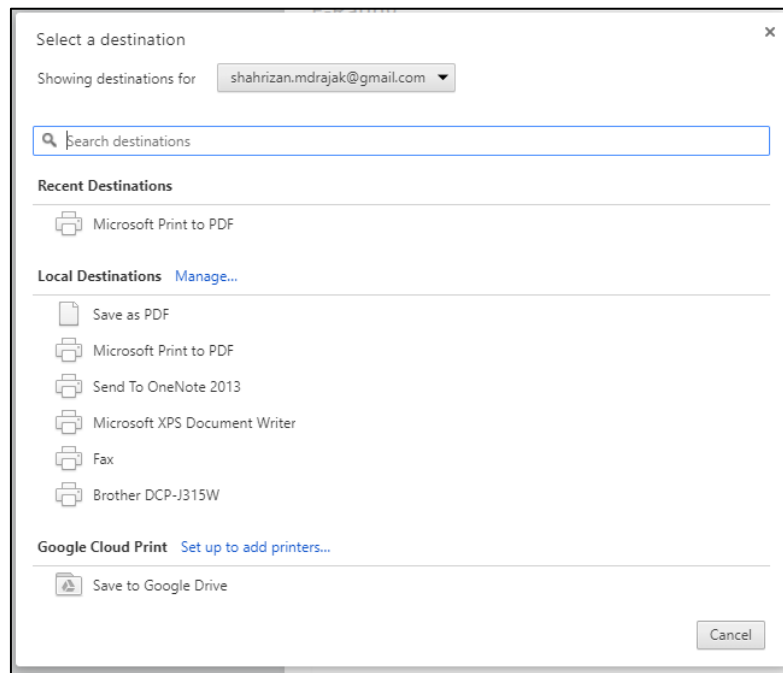 Select a destination
Showing destinations for shahrizan.mdrajak@gmail.com
Search destinations
Recent Destinations
Microsoft Print to PDF
Local Destinations Manage...
Save as PDF
Microsoft Print to PDF
Send To OneNote 2013
Microsoft XPS Document Writer
Fax
Brother DCP-J315W
Google Cloud Print Set up to add printers...
Save to Google Drive
Cancel